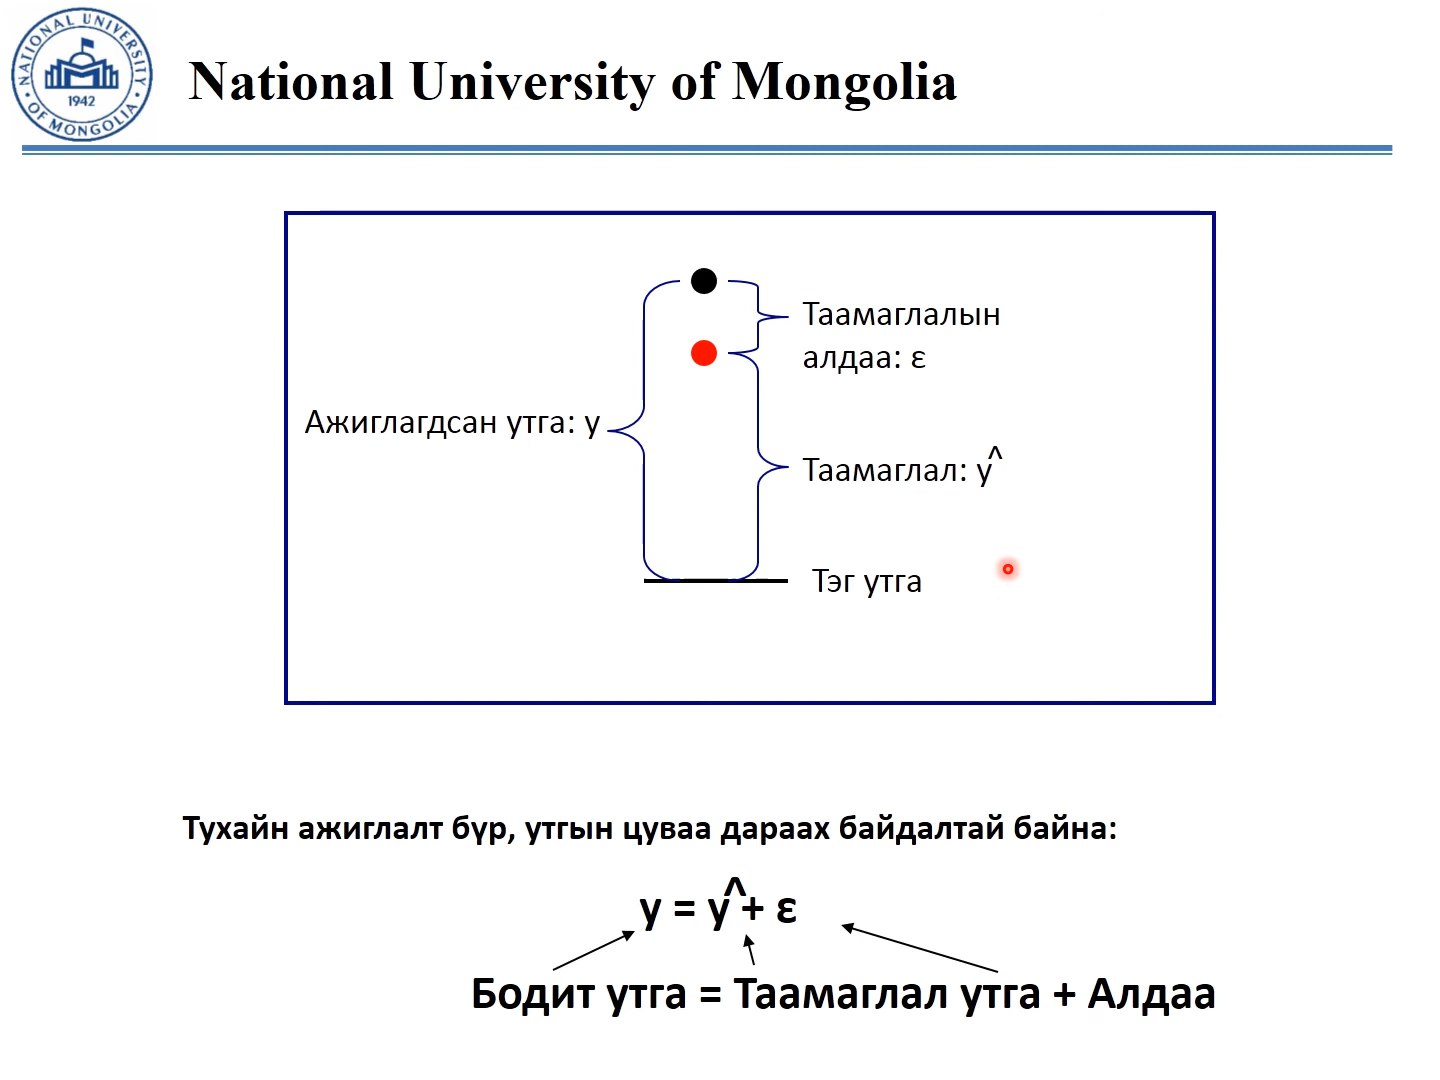 NATIONAL UNIVERSITY OF MONGOLIA
1942
National University of Mongolia
Таамаглалын
алдаа: ε
Ажиглагдсан утга: y
Таамаглал: y^
Тэг утга
Тухайн ажиглалт бүр, утгын цуваа дараах байдалтай байна:
y = y^ + ε
Бодит утга = Таамаглал утга + Алдаа